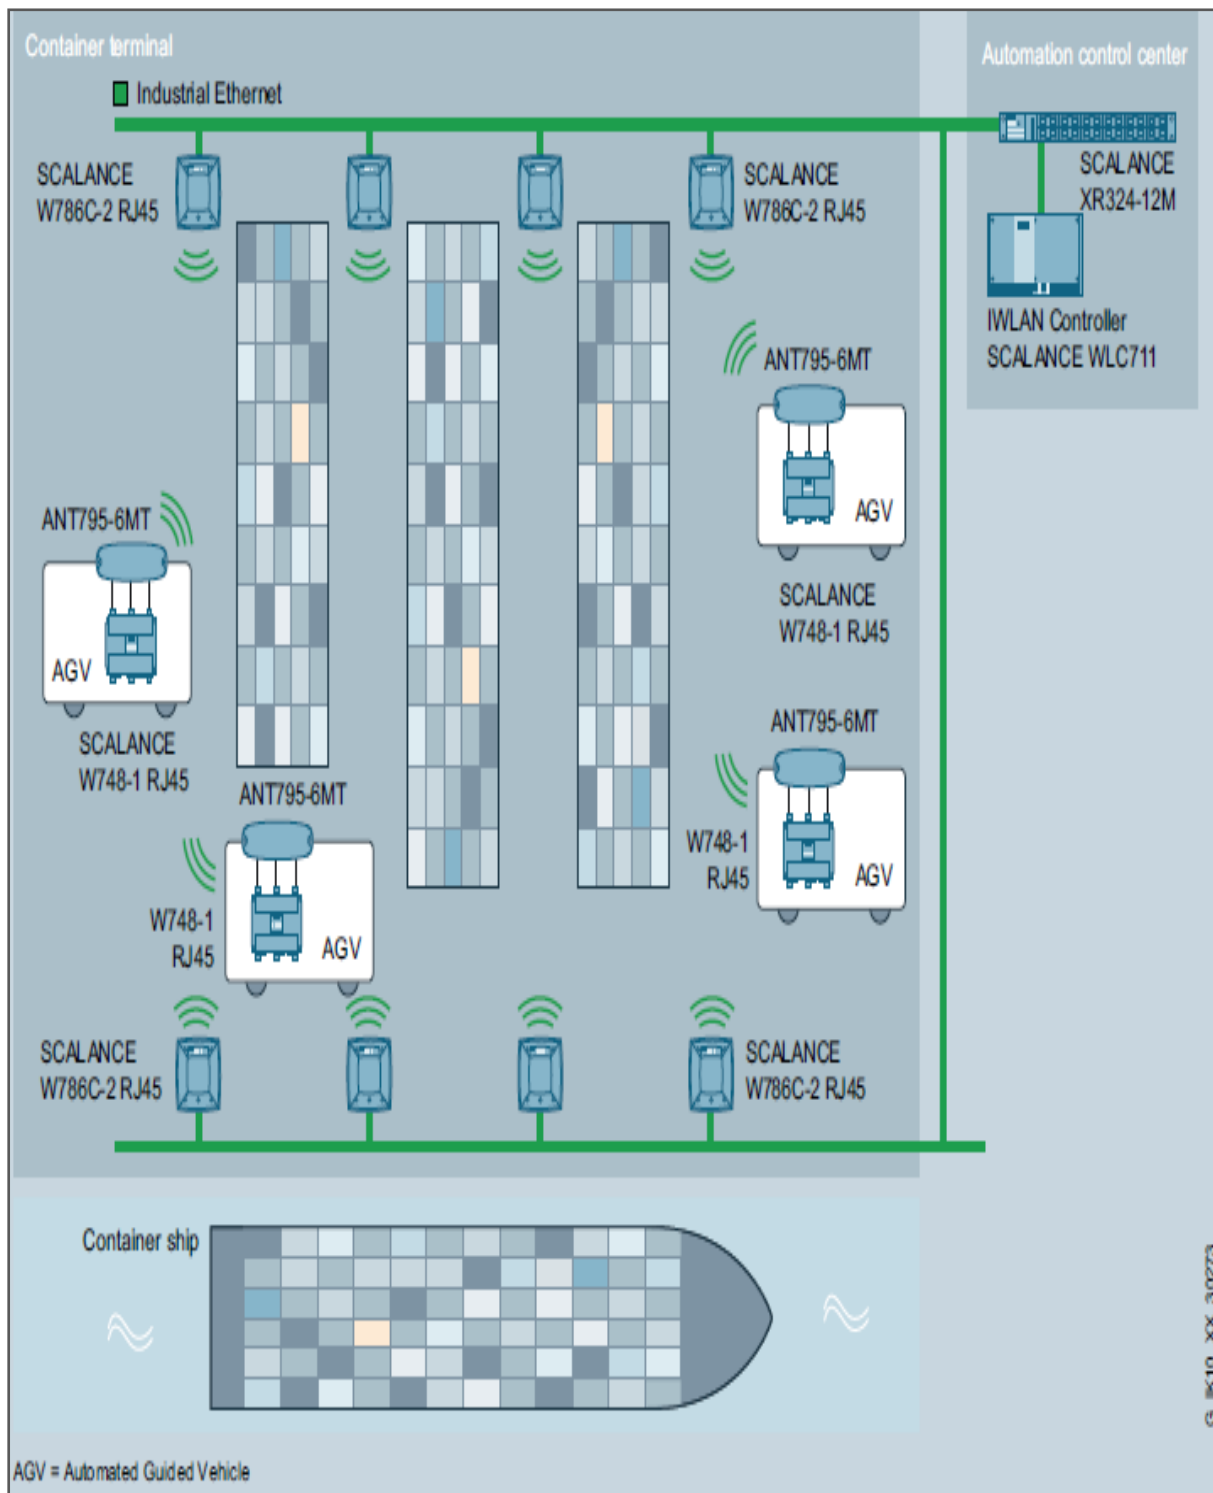 Container terminal
Automation control center
Industrial Ethernet
SCALANCE
W786C-2 RJ45
SCALANCE
W786C-2 RJ45
SCALANCE
XR324-12M
IWLAN Controller
SCALANCE WLC711
ANT795-6MT
AGV
SCALANCE
W748-1 RJ45
ANT795-6MT
AGV
SCALANCE
W748-1 RJ45
ANT795-6MT
W748-1
RJ45
AGV
ANT795-6MT
W748-1
RJ45
AGV
SCALANCE
W786C-2 RJ45
SCALANCE
W786C-2 RJ45
Container ship
AGV = Automated Guided Vehicle